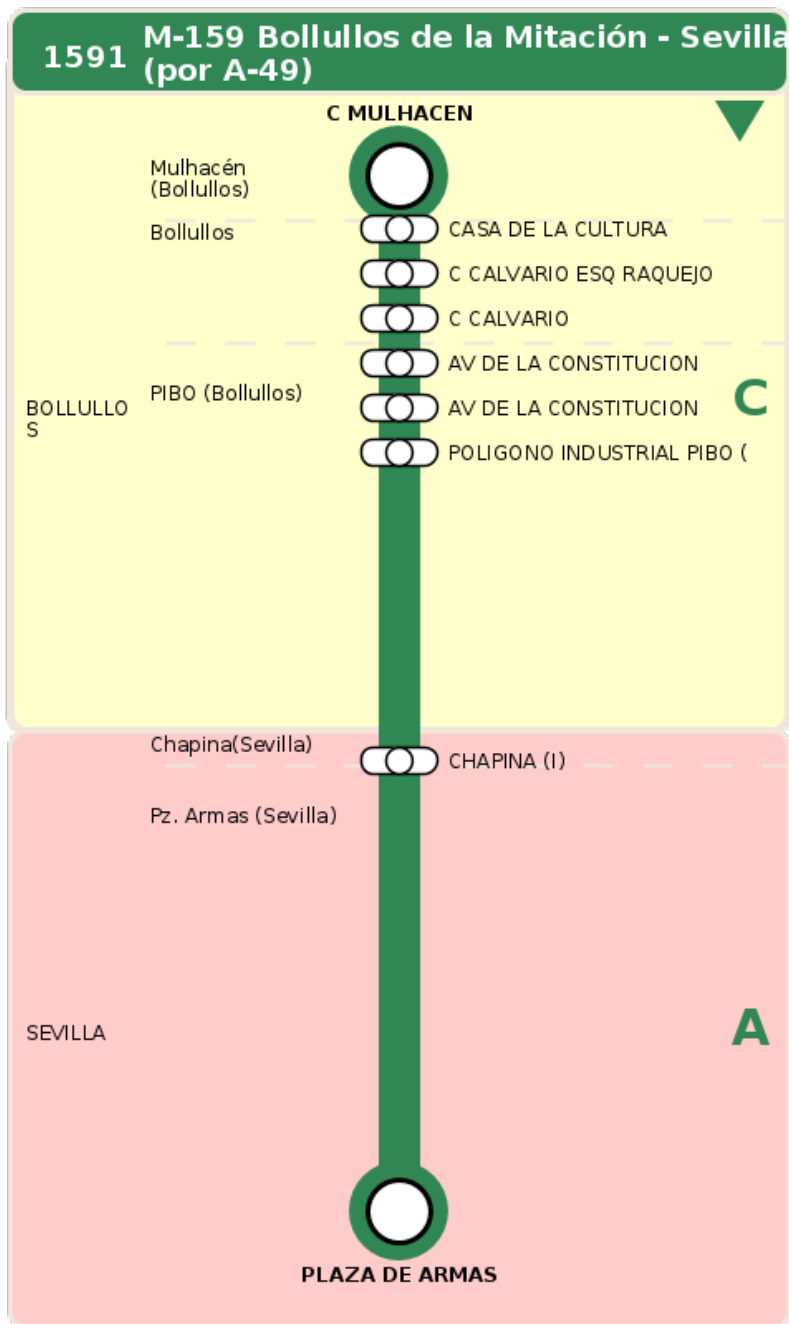 1591
M-159 Bollullos de la Mitación - Sevilla
(por A-49)
C MULHACEN
Mulhacén
(Bollullos)
Bollullos
CASA DE LA CULTURA
C CALVARIO ESQ RAQUEJO
C CALVARIO
AV DE LA CONSTITUCION
PIBO (Bollullos)
C
BOLLULLO
S
AV DE LA CONSTITUCION
POLIGONO INDUSTRIAL PIBO (
Chapina(Sevilla)
CHAPINA (I)
Pz. Armas (Sevilla)
SEVILLA
A
PLAZA DE ARMAS